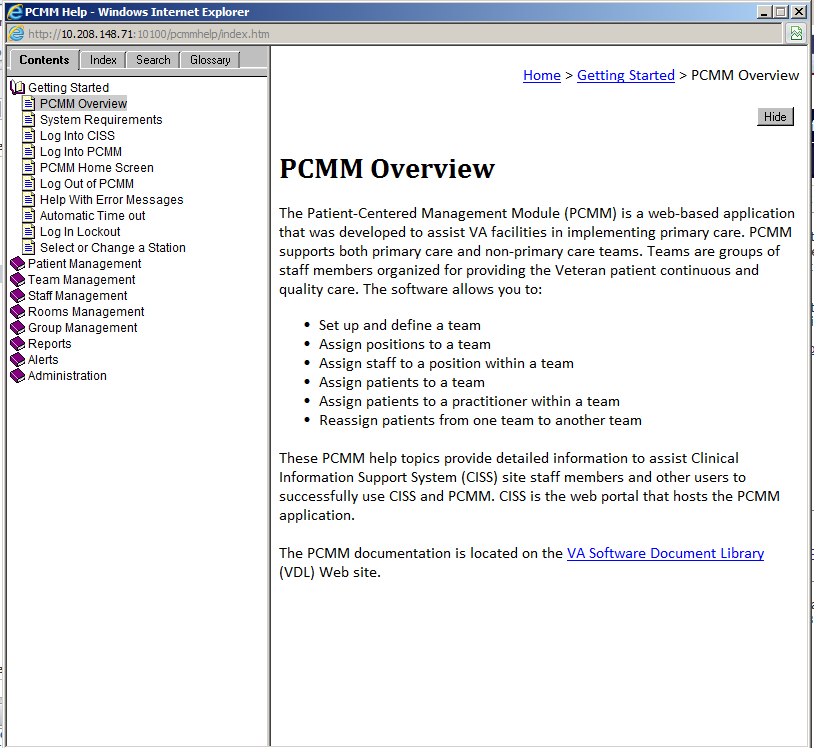 PCMM Help - Windows Internet Explorer
http://10.208.148.71:10100/pcmmhelp/index.htm
Contents Index Search Glossary
Getting Started
PCMM Overview
System Requirements
Log Into CISS
Log Into PCMM
PCMM Home Screen
Log Out of PCMM
Help With Error Messages
Automatic Time out
Log In Lockout
Select or Change a Station
Patient Management
Team Management
Staff Management
Rooms Management
Group Management
Reports
Alerts
Administration
Home > Getting Started > PCMM Overview
Hide
PCMM Overview
The Patient-Centered Management Module (PCMM) is a web-based application
that was developed to assist VA facilities in implementing primary care. PCMM
supports both primary care and non-primary care teams. Teams are groups of
staff members organized for providing the Veteran patient continuous and
quality care. The software allows you to:
• Set up and define a team
• Assign positions to a team
• Assign staff to a position within a team
• Assign patients to a team
• Assign patients to a practitioner within a team
• Reassign patients from one team to another team
These PCMM help topics provide detailed information to assist Clinical
Information Support System (CISS) site staff members and other users to
successfully use CISS and PCMM. CISS is the web portal that hosts the PCMM
application.
The PCMM documentation is located on the VA Software Document Library
(VDL) Web site.